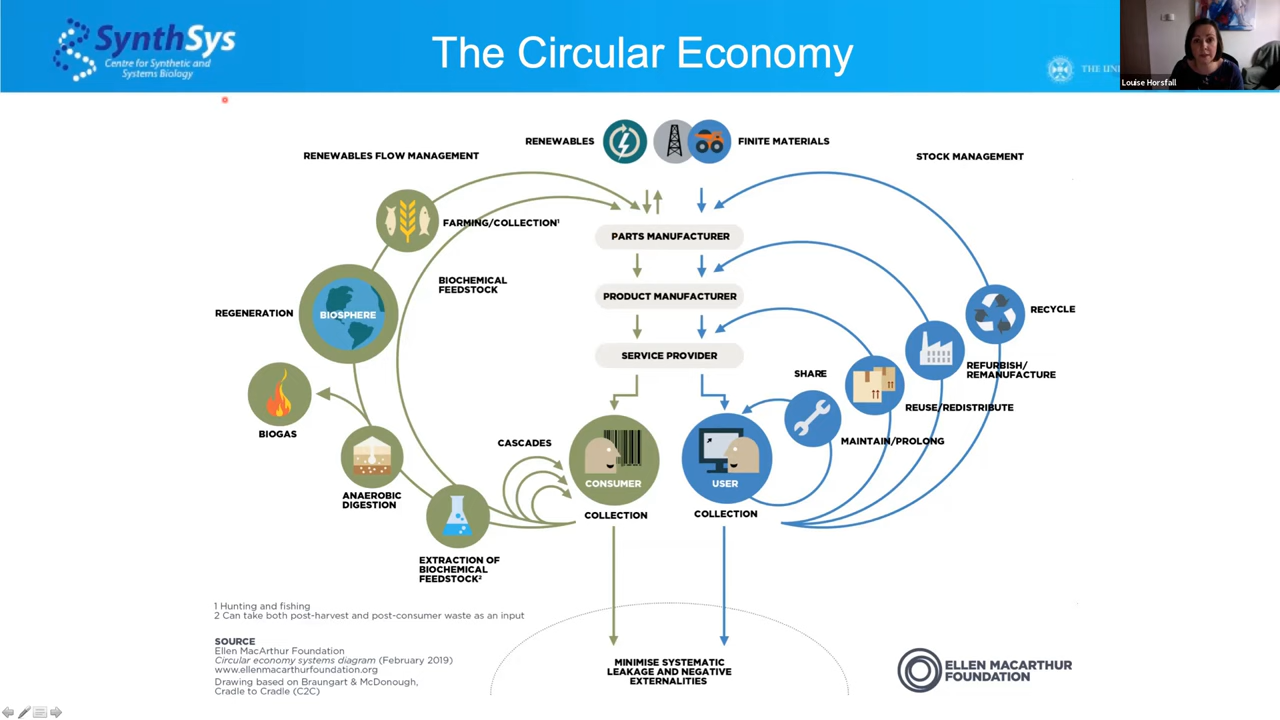 SynthSys
Centre for Synthetic and
Systems Biology
The Circular Economy
Louise Horsfall
RENEWABLES
FINITE MATERIALS
RENEWABLES FLOW MANAGEMENT
STOCK MANAGEMENT
FARMING/COLLECTION¹
PARTS MANUFACTURER
BIOCHEMICAL
FEEDSTOCK
PRODUCT MANUFACTURER
REGENERATION
BIOSPHERE
RECYCLE
SERVICE PROVIDER
SHARE
REFURBISH/
REMANUFACTURE
REUSE/REDISTRIBUTE
BIOGAS
CASCADES
MAINTAIN/PROLONG
CONSUMER
USER
ANAEROBIC
DIGESTION
COLLECTION
COLLECTION
EXTRACTION OF
BIOCHEMICAL
FEEDSTOCK²
1 Hunting and fishing
2 Can take both post-harvest and post-consumer waste as an input
SOURCE
Ellen MacArthur Foundation
Circular economy systems diagram (February 2019)
www.ellenmacarthurfoundation.org
Drawing based on Braungart & McDonough,
Cradle to Cradle (C2C)
MINIMISE SYSTEMATIC
LEAKAGE AND NEGATIVE
EXTERNALITIES
ELLEN MACARTHUR
FOUNDATION